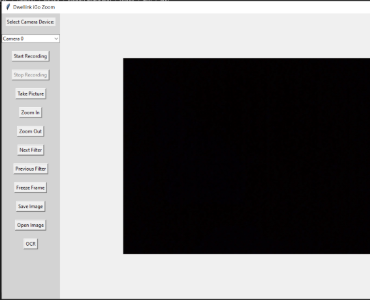 Overlink iGo Zoom
Select Camera Device:
Camera 0
Start Recording
Stop Recording
Take Picture
Zoom In
Zoom Out
Next Filter
Previous Filter
Freeze Frame
Save Image
Open Image
OCR